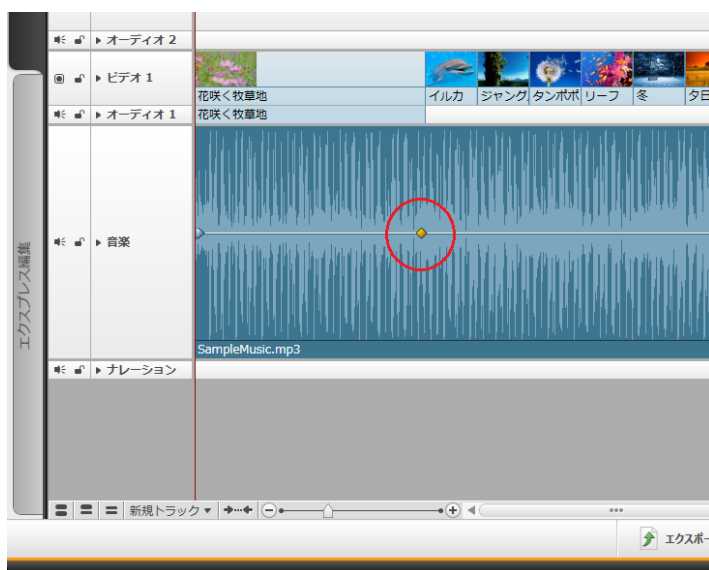 オーディオ 2
ビデオ 1
花咲く牧草地
イルカ
ジャング
タンポポ
リーフ
冬
夕日
オーディオ 1
花咲く牧草地
エクスプレス編集
音楽
SampleMusic.mp3
ナレーション
新規トラック
エクスポー